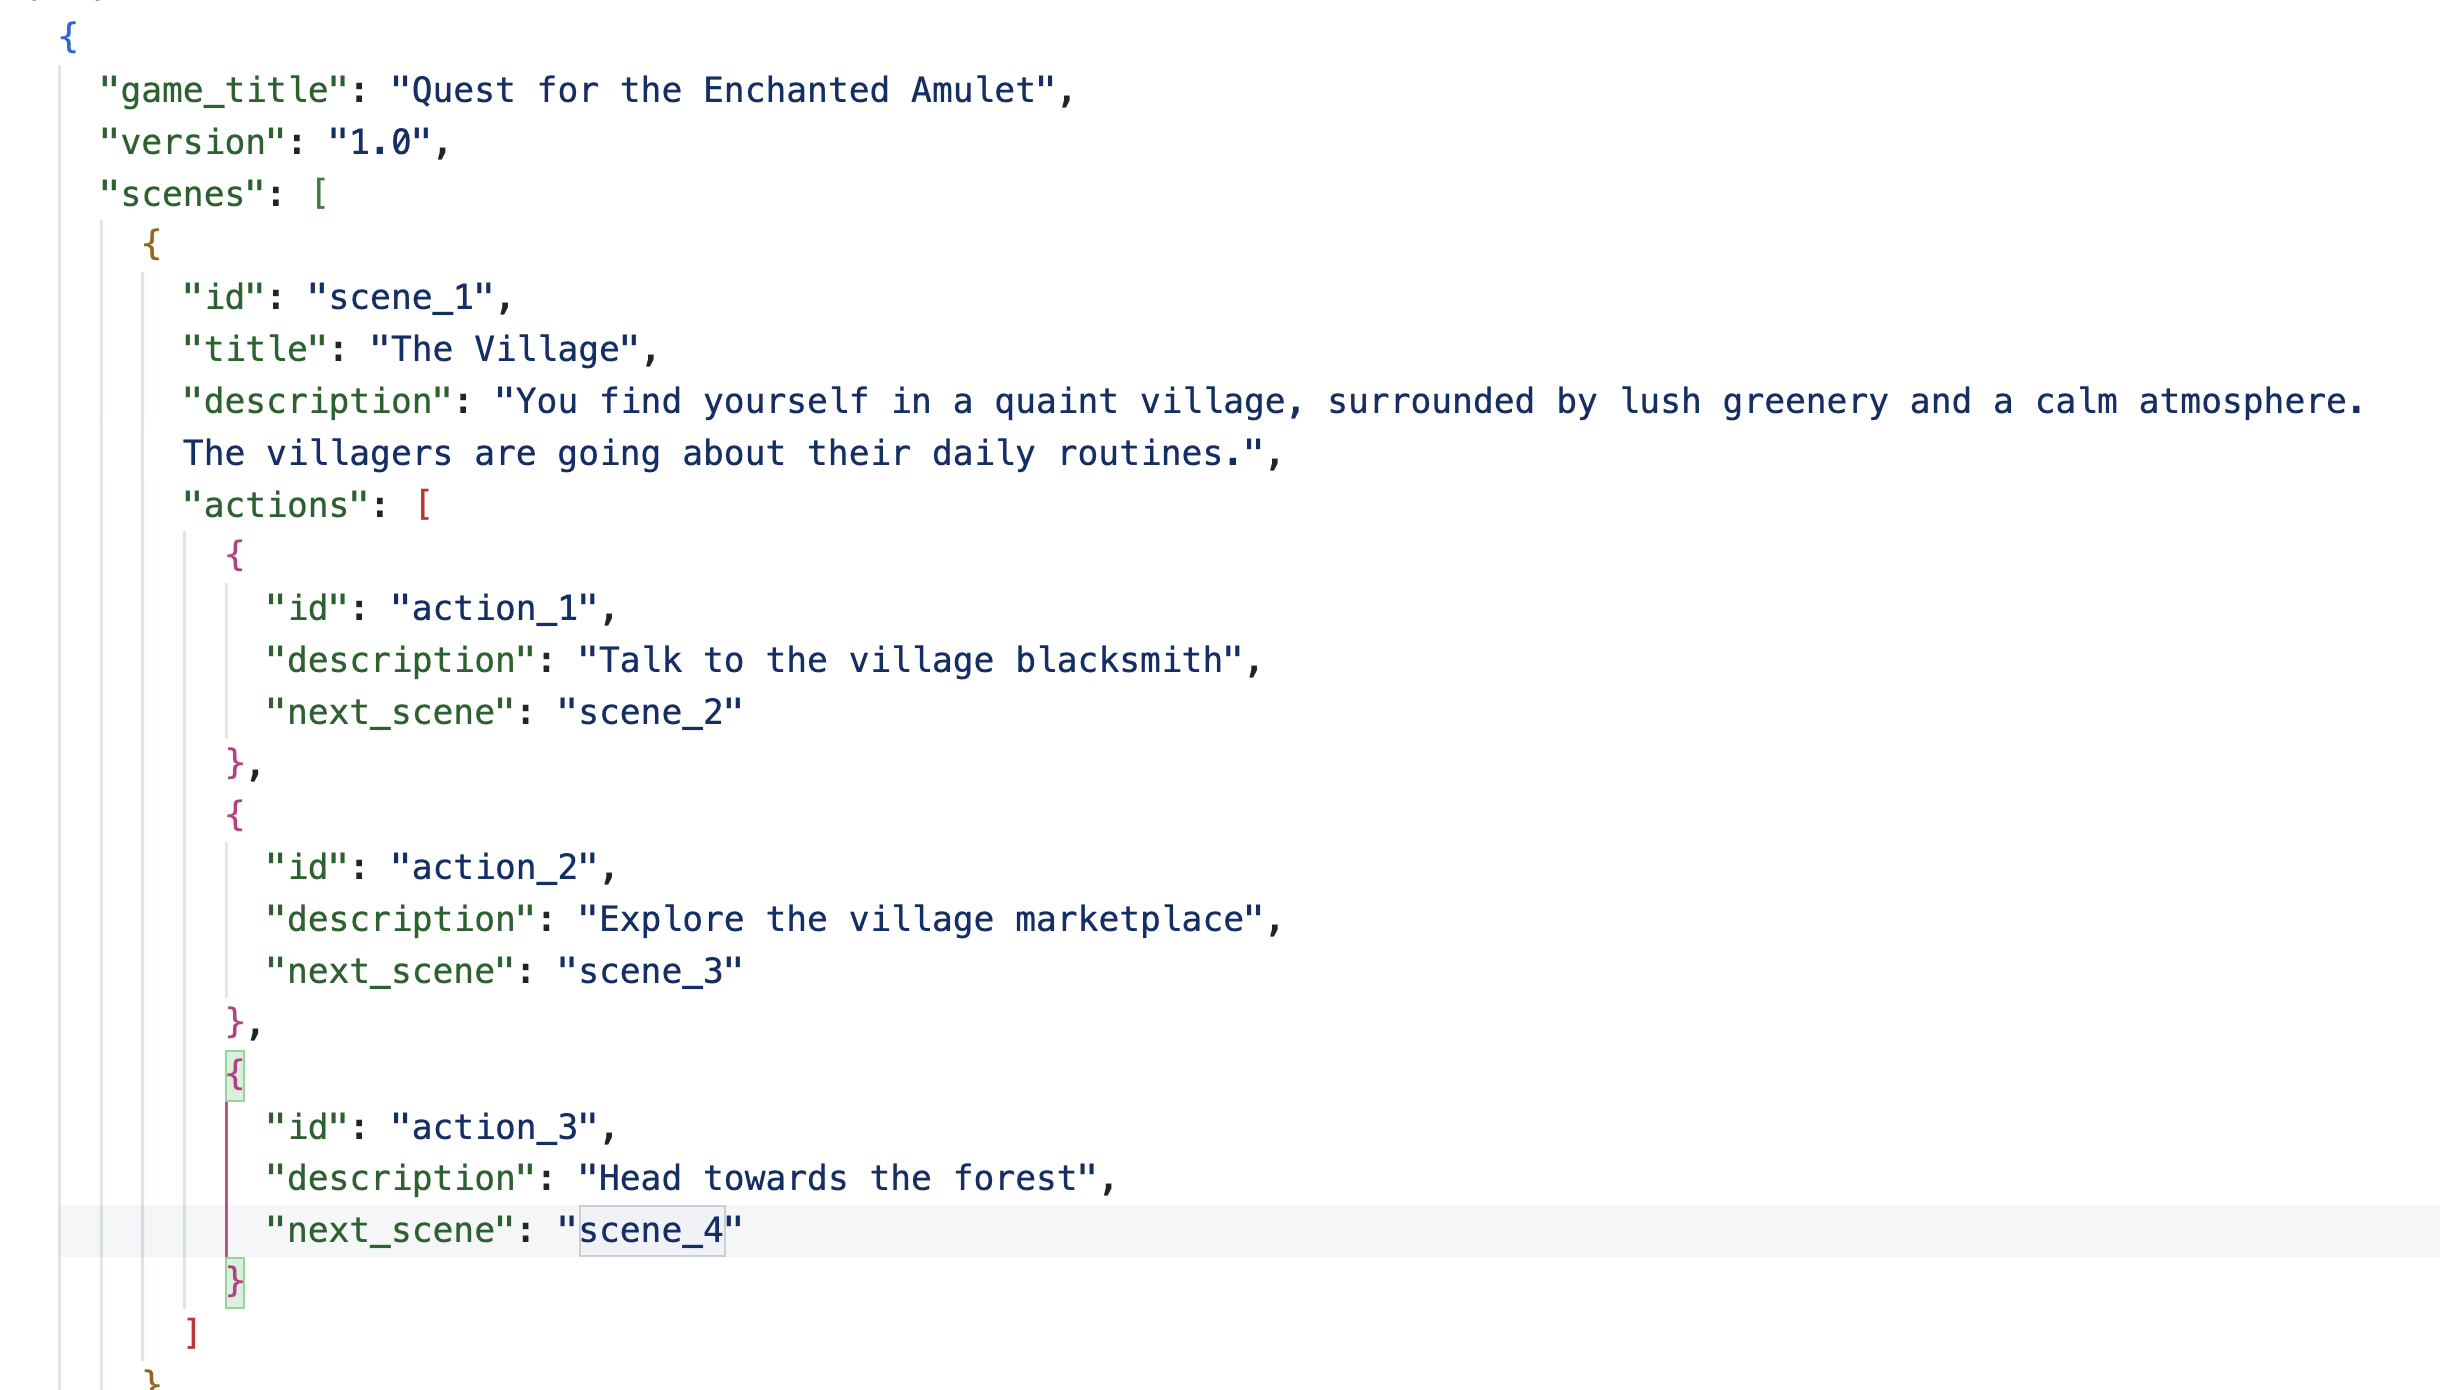 {
"game_title": "Quest for the Enchanted Amulet",
"version": "1.0",
"scenes": [
{
"id": "scene_1",
"title": "The Village",
"description": "You find yourself in a quaint village, surrounded by lush greenery and a calm atmosphere.
The villagers are going about their daily routines.",
"actions": [
{
"id": "action_1",
"description": "Talk to the village blacksmith",
"next_scene": "scene_2"
},
{
"id": "action_2",
"description": "Explore the village marketplace",
"next_scene": "scene_3"
},
{
"id": "action_3",
"description": "Head towards the forest",
"next_scene": "scene_4"
}
]
}